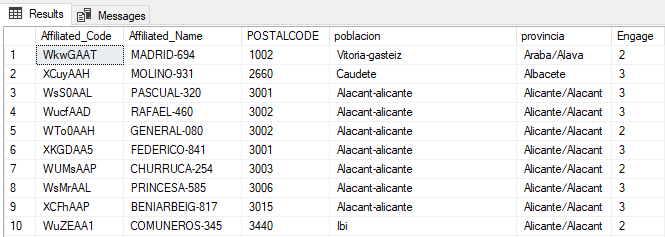 Results Messages
Affiliated_Code Affiliated_Name POSTALCODE poblacion provincia Engage
1 WkwGAAT MADRID-694 1002 Vitoria-gasteiz Araba/Alava 2
2 XCuyAAH MOLINO-931 2660 Caudete Albacete 3
3 WsS0AAL PASCUAL-320 3001 Alacant-alicante Alicante/Alacant 3
4 WucfAAD RAFAEL-460 3002 Alacant-alicante Alicante/Alacant 3
5 WTo0AAH GENERAL-080 3002 Alacant-alicante Alicante/Alacant 2
6 XKGDAA5 FEDERICO-841 3001 Alacant-alicante Alicante/Alacant 3
7 WUMsAAP CHURRUCA-254 3003 Alacant-alicante Alicante/Alacant 2
8 WsMrAAL PRINCESA-585 3006 Alacant-alicante Alicante/Alacant 3
9 XCFhAAP BENIARBEIG-817 3015 Alacant-alicante Alicante/Alacant 3
10 WuZEAA1 COMUNEROS-345 3440 Ibi Alicante/Alacant 2